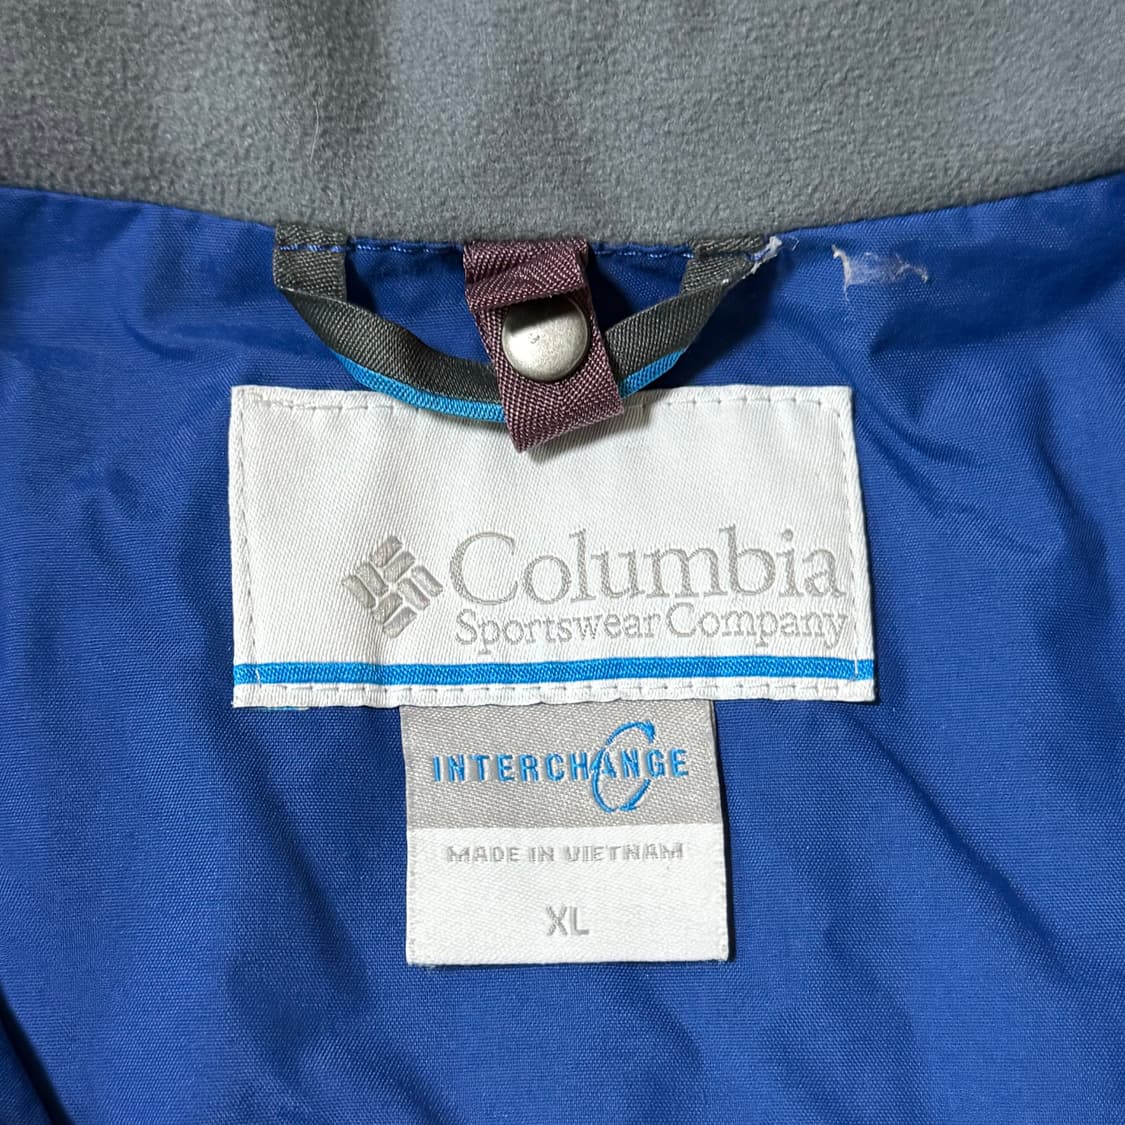 Columbia
Sportswear Company
INTERCHANGE
MADE IN VIETNAM
XL